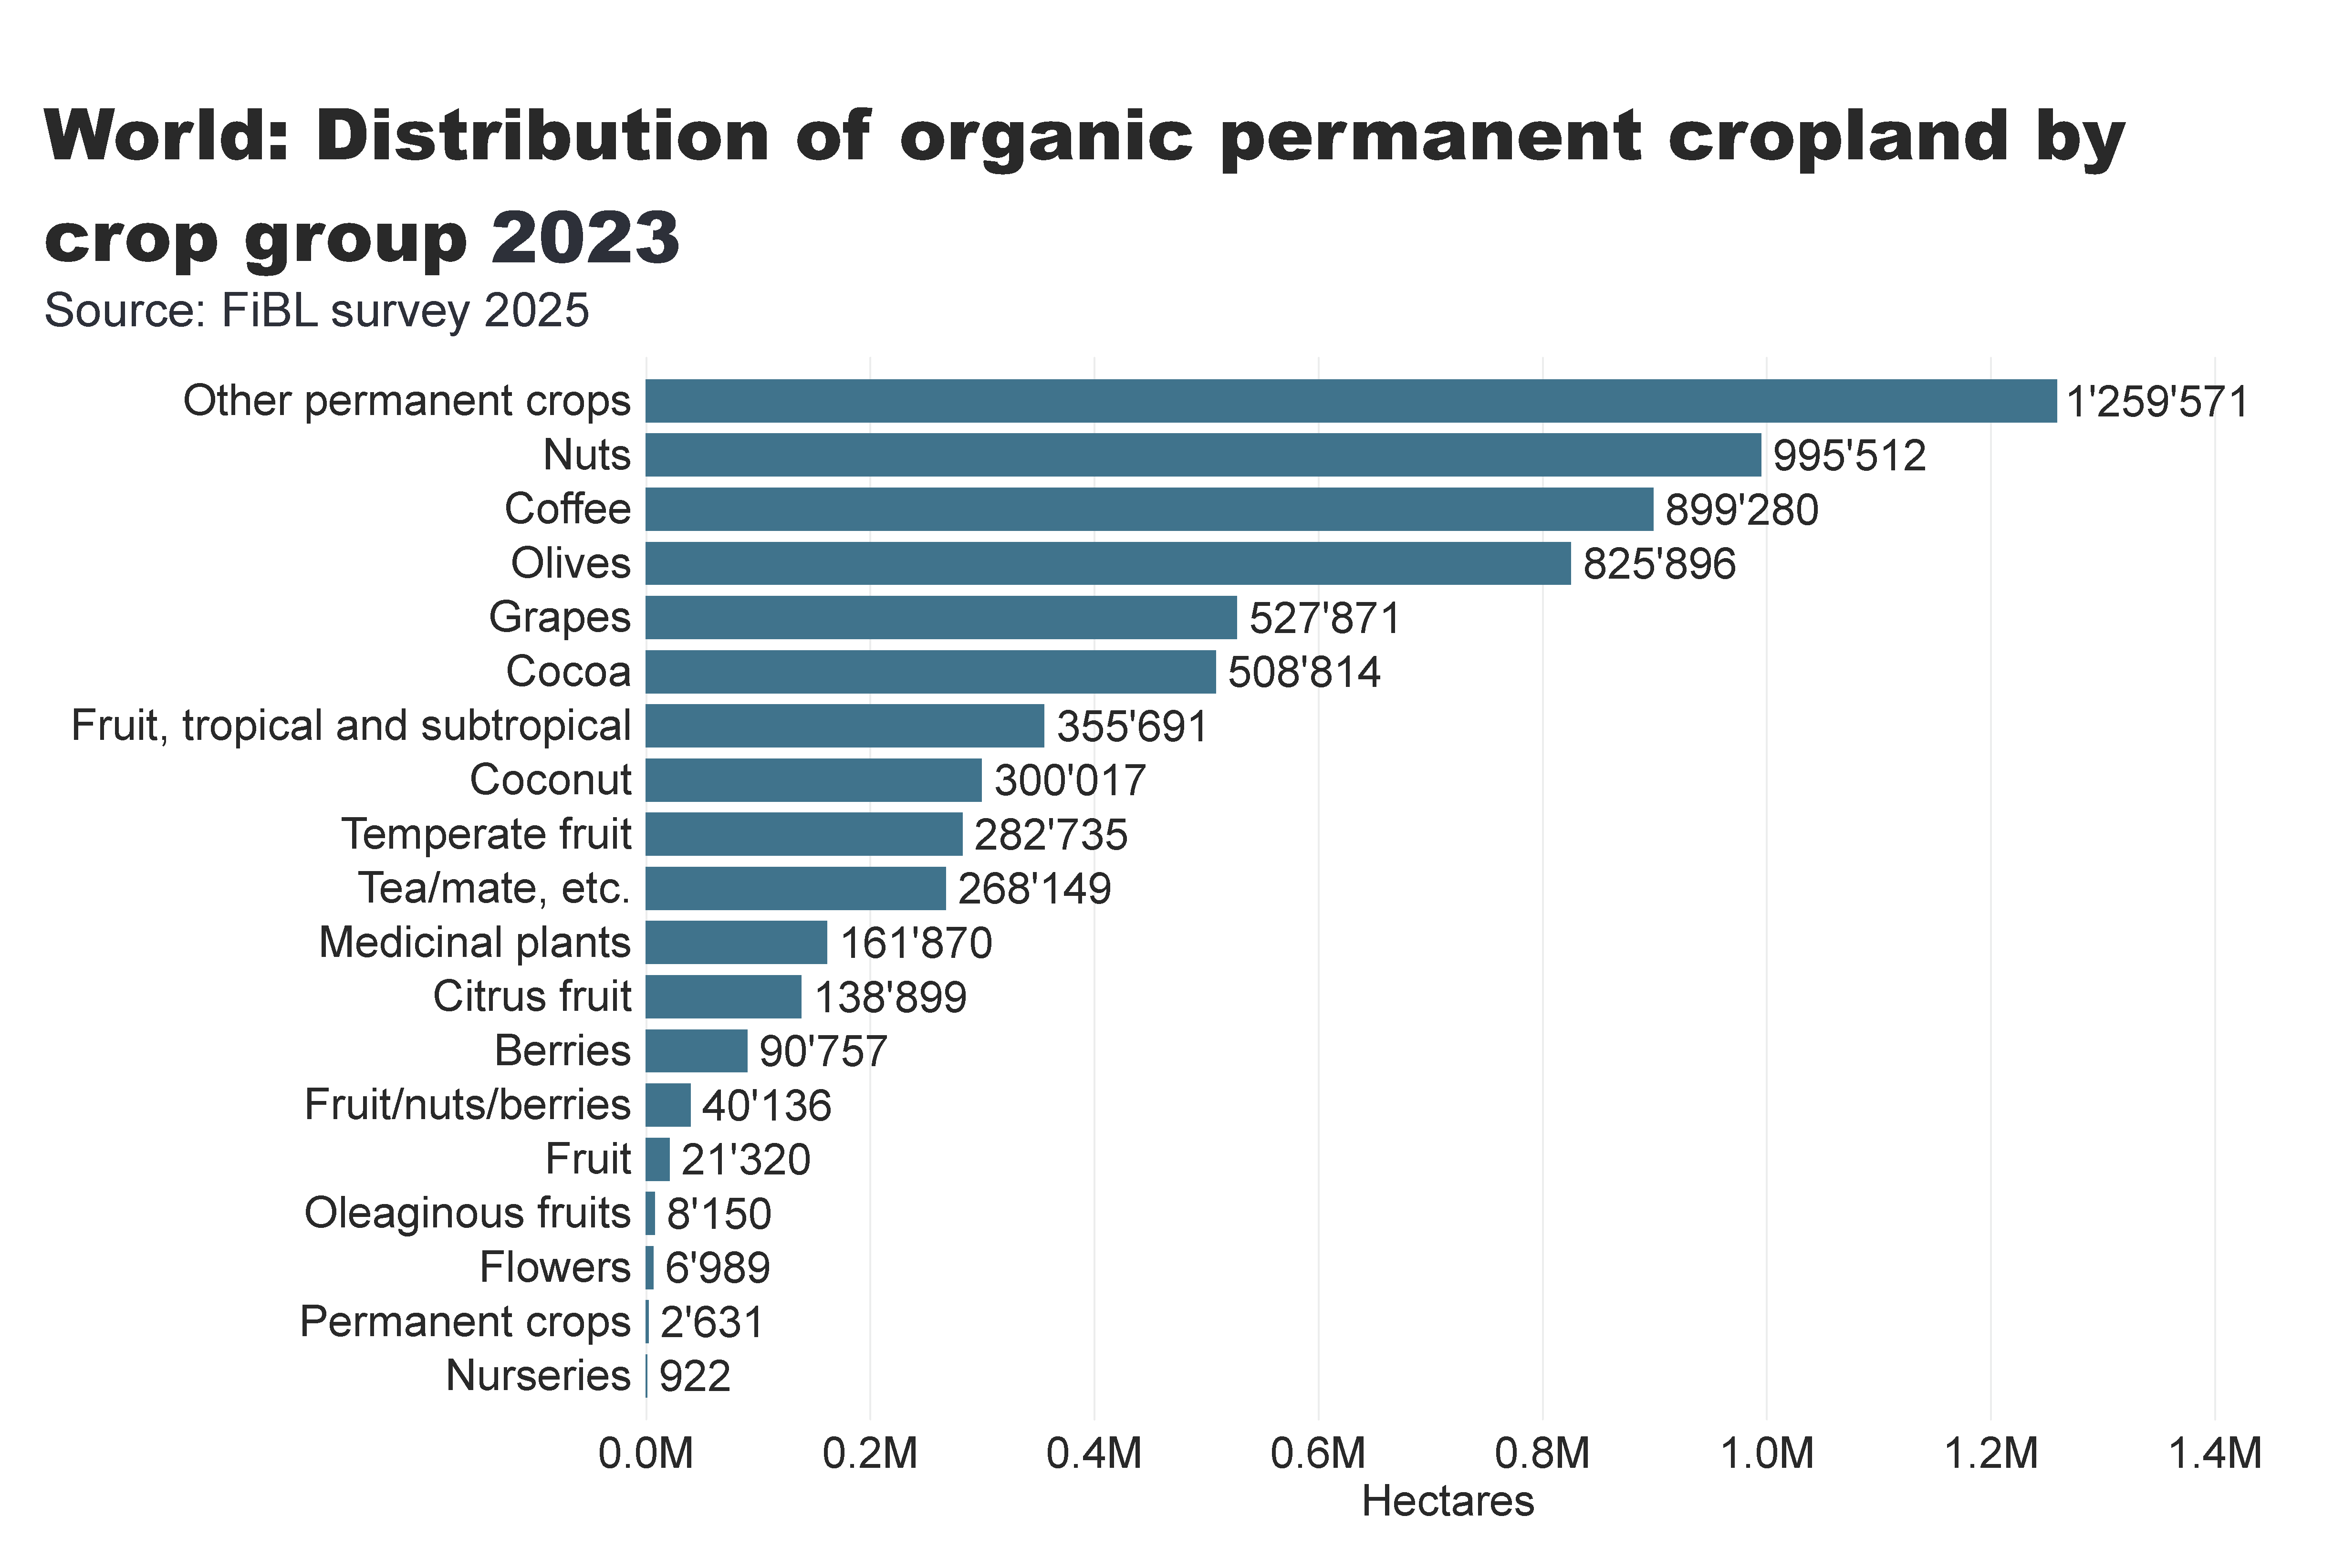 World: Distribution of organic permanent cropland by
crop group 2023
Source: FiBL survey 2025
Other permanent crops 1'259'571
Nuts 995'512
Coffee 899'280
Olives 825'896
Grapes 527'871
Cocoa 508'814
Fruit, tropical and subtropical 355'691
Coconut 300'017
Temperate fruit 282'735
Tea/mate, etc. 268'149
Medicinal plants 161'870
Citrus fruit 138'899
Berries 90'757
Fruit/nuts/berries 40'136
Fruit 21'320
Oleaginous fruits 8'150
Flowers 6'989
Permanent crops 2'631
Nurseries 922
0.0M 0.2M 0.4M 0.6M 0.8M 1.0M 1.2M 1.4M
Hectares